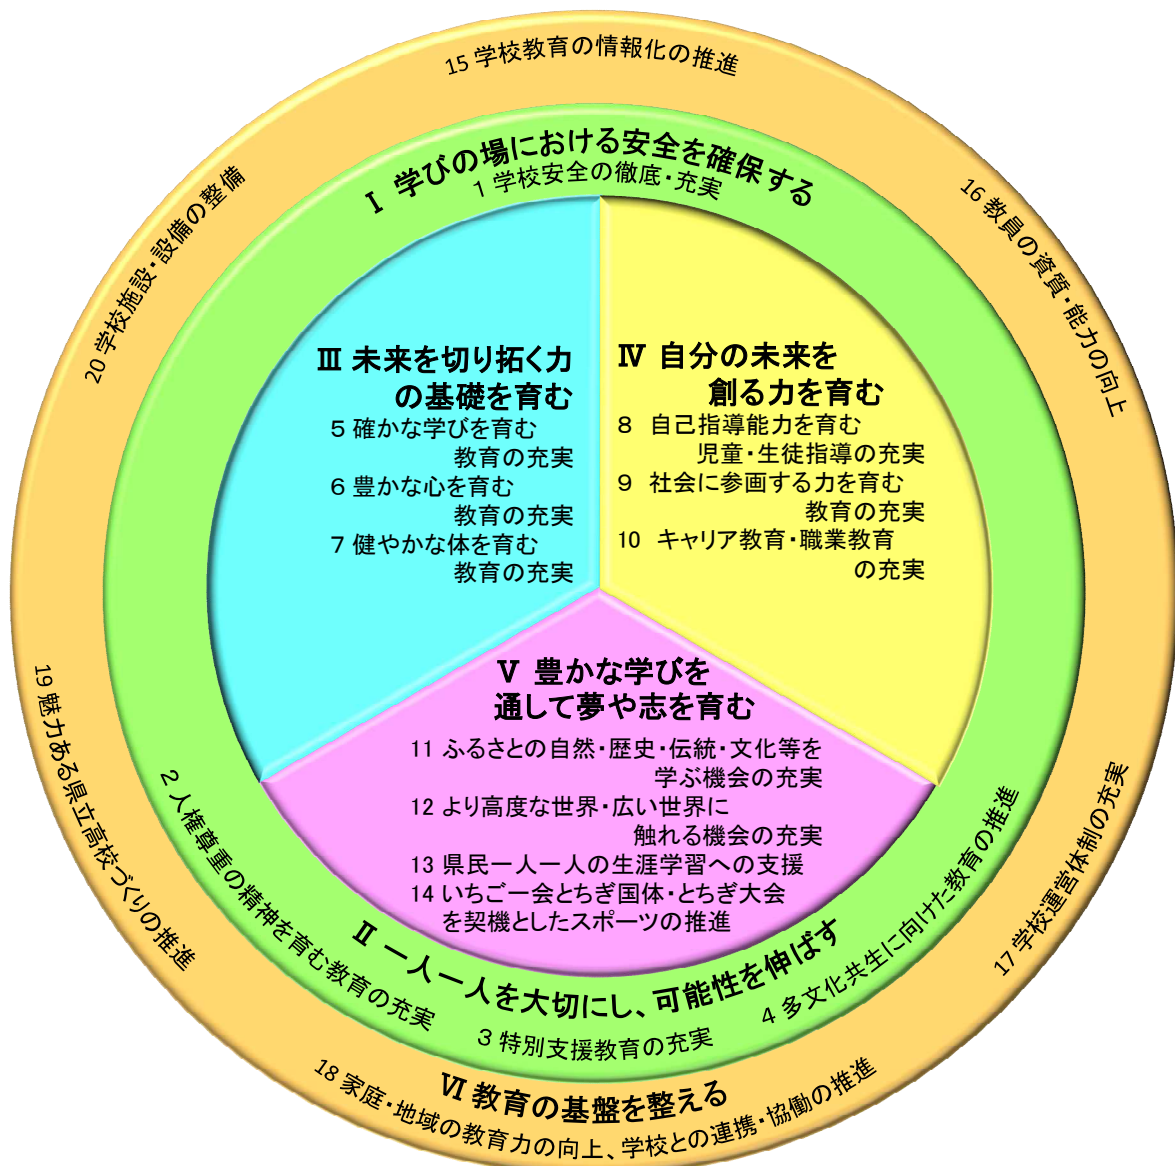 15 学校教育の情報化の推進
16 教員の資質・能力の向上
17 学校運営体制の充実
18 家庭・地域の教育力の向上、学校との連携・協働の推進
19 魅力ある県立高校づくりの推進
20 学校施設・設備の整備
Ⅵ 教育の基盤を整える
Ⅰ 学びの場における安全を確保する
1 学校安全の徹底・充実
Ⅱ 一人一人を大切にし、可能性を伸ばす
2 人権尊重の精神を育む教育の充実
3 特別支援教育の充実
4 多文化共生に向けた教育の推進
Ⅲ 未来を切り拓く力
の基礎を育む
5 確かな学びを育む
教育の充実
6 豊かな心を育む
教育の充実
7 健やかな体を育む
教育の充実
Ⅳ 自分の未来を
創る力を育む
8 自己指導能力を育む
児童・生徒指導の充実
9 社会に参画する力を育む
教育の充実
10 キャリア教育・職業教育
の充実
Ⅴ 豊かな学びを
通して夢や志を育む
11 ふるさとの自然・歴史・伝統・文化等を
学ぶ機会の充実
12 より高度な世界・広い世界に
触れる機会の充実
13 県民一人一人の生涯学習への支援
14 いちご一会とちぎ国体・とちぎ大会
を契機としたスポーツの推進